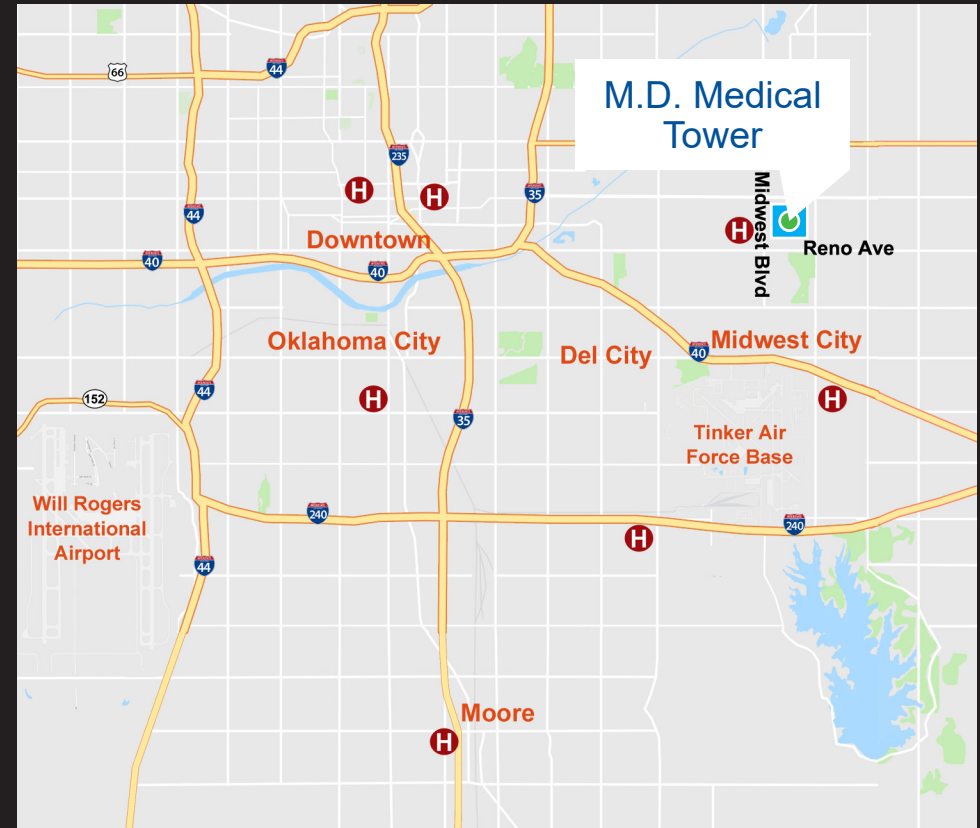 66
44
M.D. Medical
Tower
235
H
H
35
44
Midwest Blvd
H
Reno Ave
Downtown
40
40
Oklahoma City
Del City
40
Midwest City
44
152
H
35
H
Tinker Air
Force Base
Will Rogers
International
Airport
240
240
H
44
Moore
H